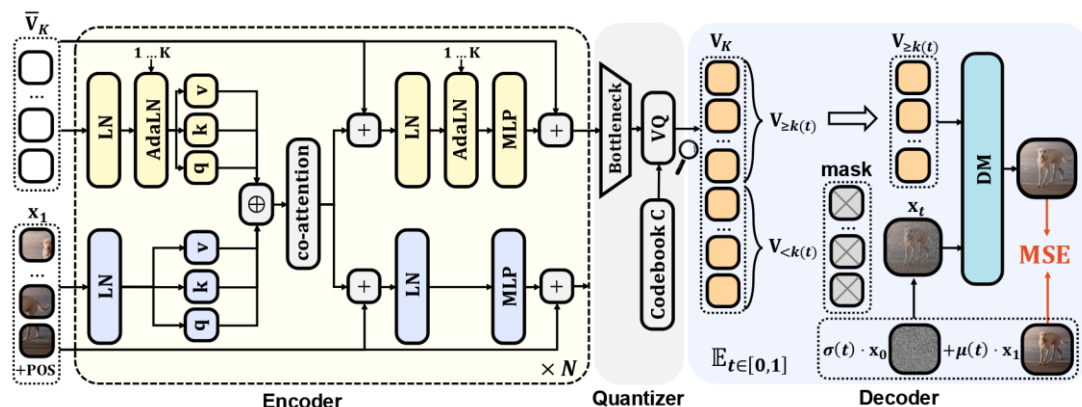 V̄_K
...
x_1
...
+POS
1 ... K
LN
AdaLN
v
k
q
⊕
co-attention
+
LN
1 ... K
AdaLN
MLP
+
LN
v
k
q
+
LN
MLP
+
× N
Encoder
Bottleneck
VQ
Codebook C
Quantizer
V_K
...
...
V_≥k(t)
V_<k(t)
V_≥k(t)
...
mask
...
x_t
DM
MSE
𝔼_t∈[0,1]
σ(t) · x_0
+μ(t) · x_1
Decoder